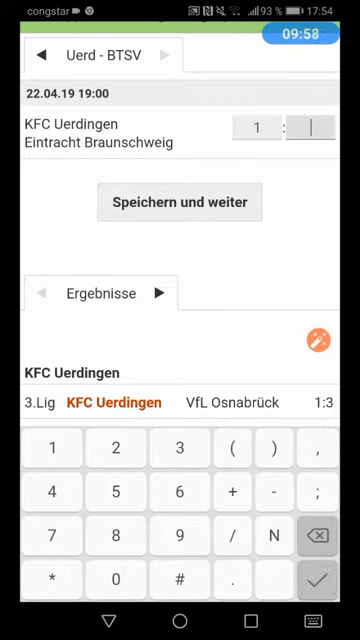 congstar 93 % 17:54
09:58
Uerd - BTSV
22.04.19 19:00
KFC Uerdingen 1 :
Eintracht Braunschweig
Speichern und weiter
Ergebnisse
KFC Uerdingen
3.Lig KFC Uerdingen VfL Osnabrück 1:3
1 2 3 ( ) ,
4 5 6 + - ;
7 8 9 / N
* 0 # .